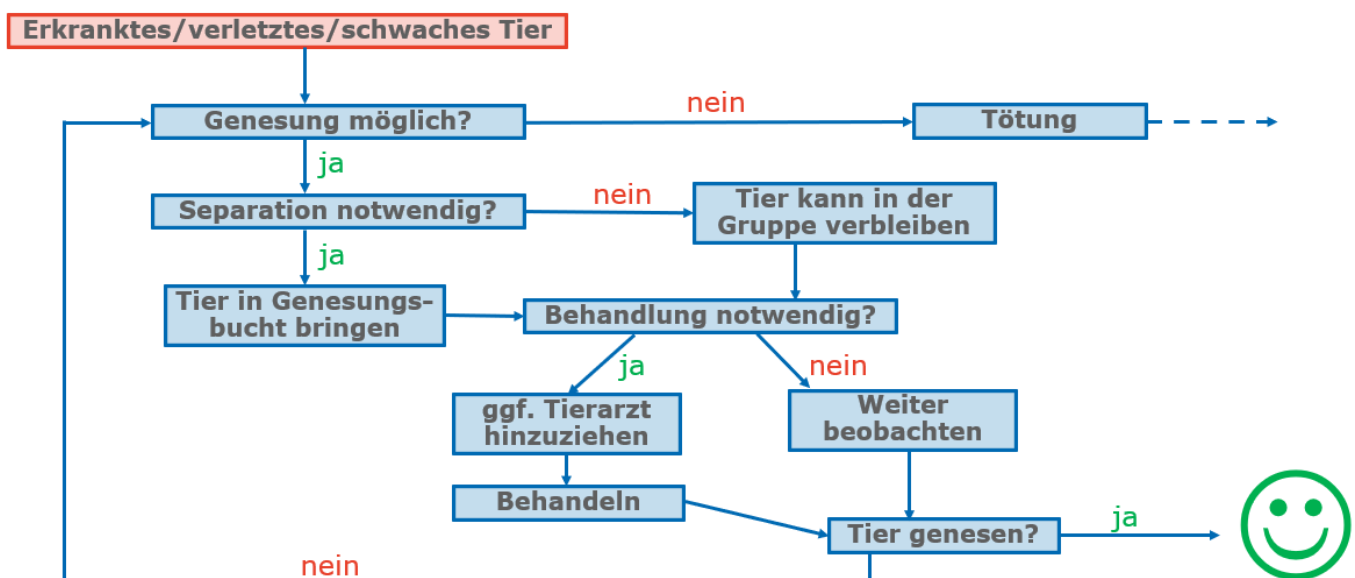 Erkranktes/verletztes/schwaches Tier
nein
Genesung möglich?
Tötung
ja
nein
Tier kann in der
Gruppe verbleiben
Separation notwendig?
ja
Tier in Genesungs-
bucht bringen
Behandlung notwendig?
ja
nein
ggf. Tierarzt
hinzuziehen
Weiter
beobachten
Behandeln
Tier genesen?
ja
nein